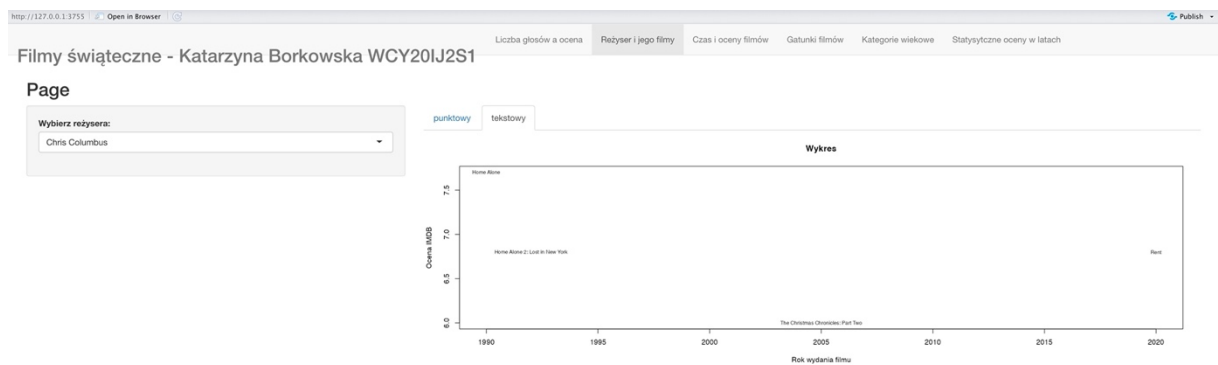 http://127.0.0.1:3755 Open in Browser Publish
Liczba głosów a ocena Reżyser i jego filmy Czas i oceny filmów Gatunki filmów Kategorie wiekowe Statysytczne oceny w latach
Filmy świąteczne - Katarzyna Borkowska WCY20IJ2S1
Page
Wybierz reżysera:
Chris Columbus
punktowy tekstowy
Wykres
Home Alone
Home Alone 2: Lost in New York
Rent
The Christmas Chronicles: Part Two
Ocena IMDB
7.5
7.0
6.5
6.0
1990 1995 2000 2005 2010 2015 2020
Rok wydania filmu